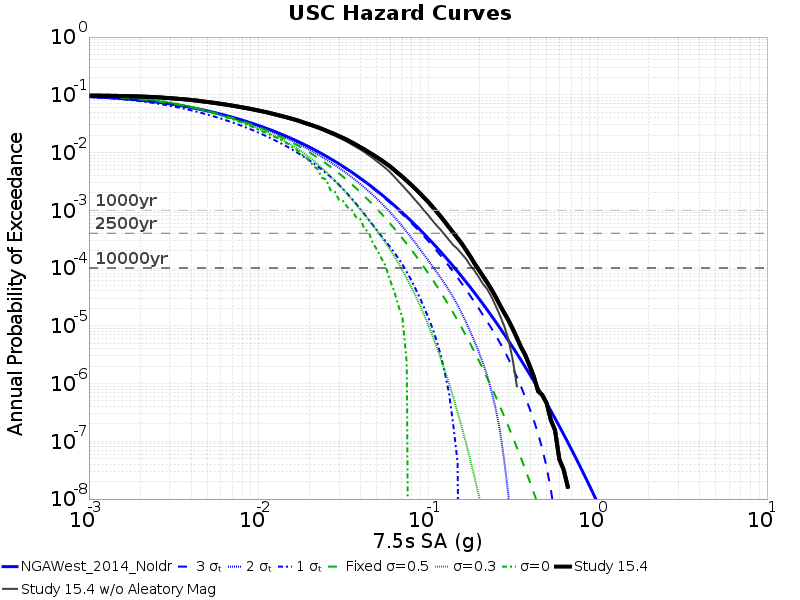 USC Hazard Curves
Annual Probability of Exceedance
10^0
10^-1
10^-2
10^-3
10^-4
10^-5
10^-6
10^-7
10^-8
1000yr
2500yr
10000yr
10^-3 10^-2 10^-1 10^0 10^1
7.5s SA (g)
NGAWest_2014_NoIdr 3 σₜ 2 σₜ 1 σₜ Fixed σ=0.5 σ=0.3 σ=0 Study 15.4
Study 15.4 w/o Aleatory Mag